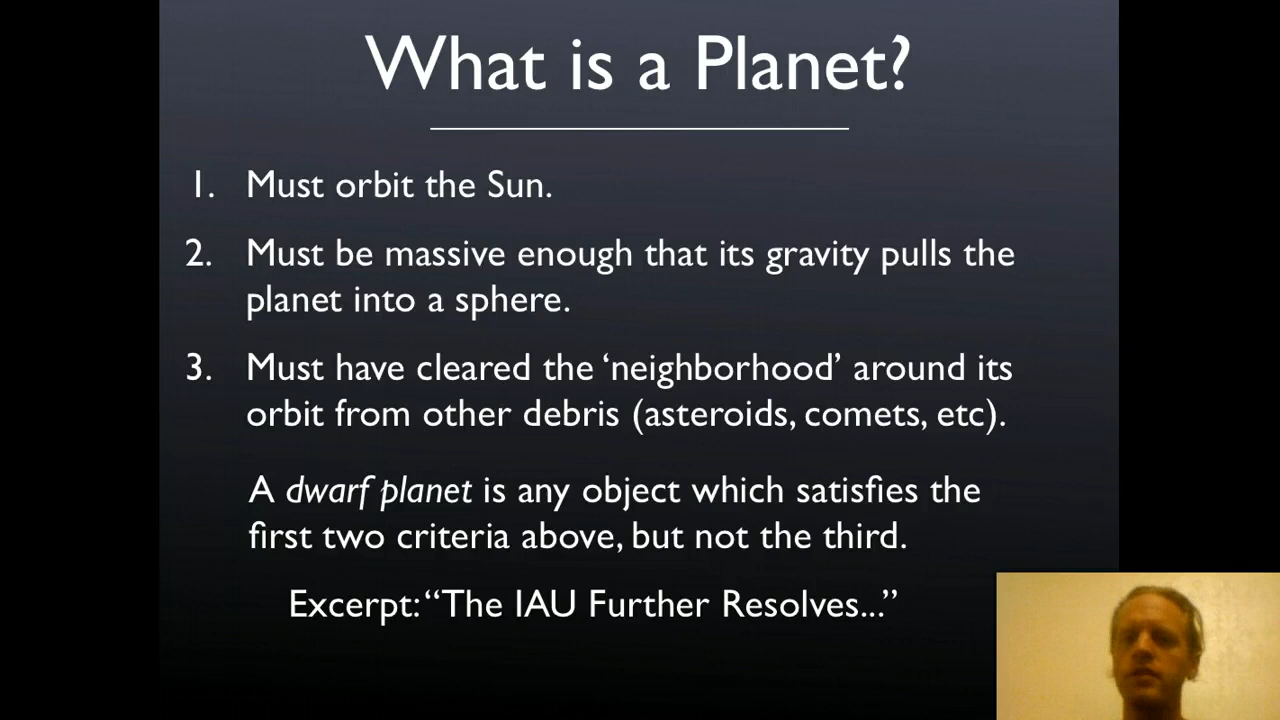 What is a Planet?
1. Must orbit the Sun.
2. Must be massive enough that its gravity pulls the
planet into a sphere.
3. Must have cleared the ‘neighborhood’ around its
orbit from other debris (asteroids, comets, etc).
A dwarf planet is any object which satisfies the
first two criteria above, but not the third.
Excerpt: “The IAU Further Resolves...”